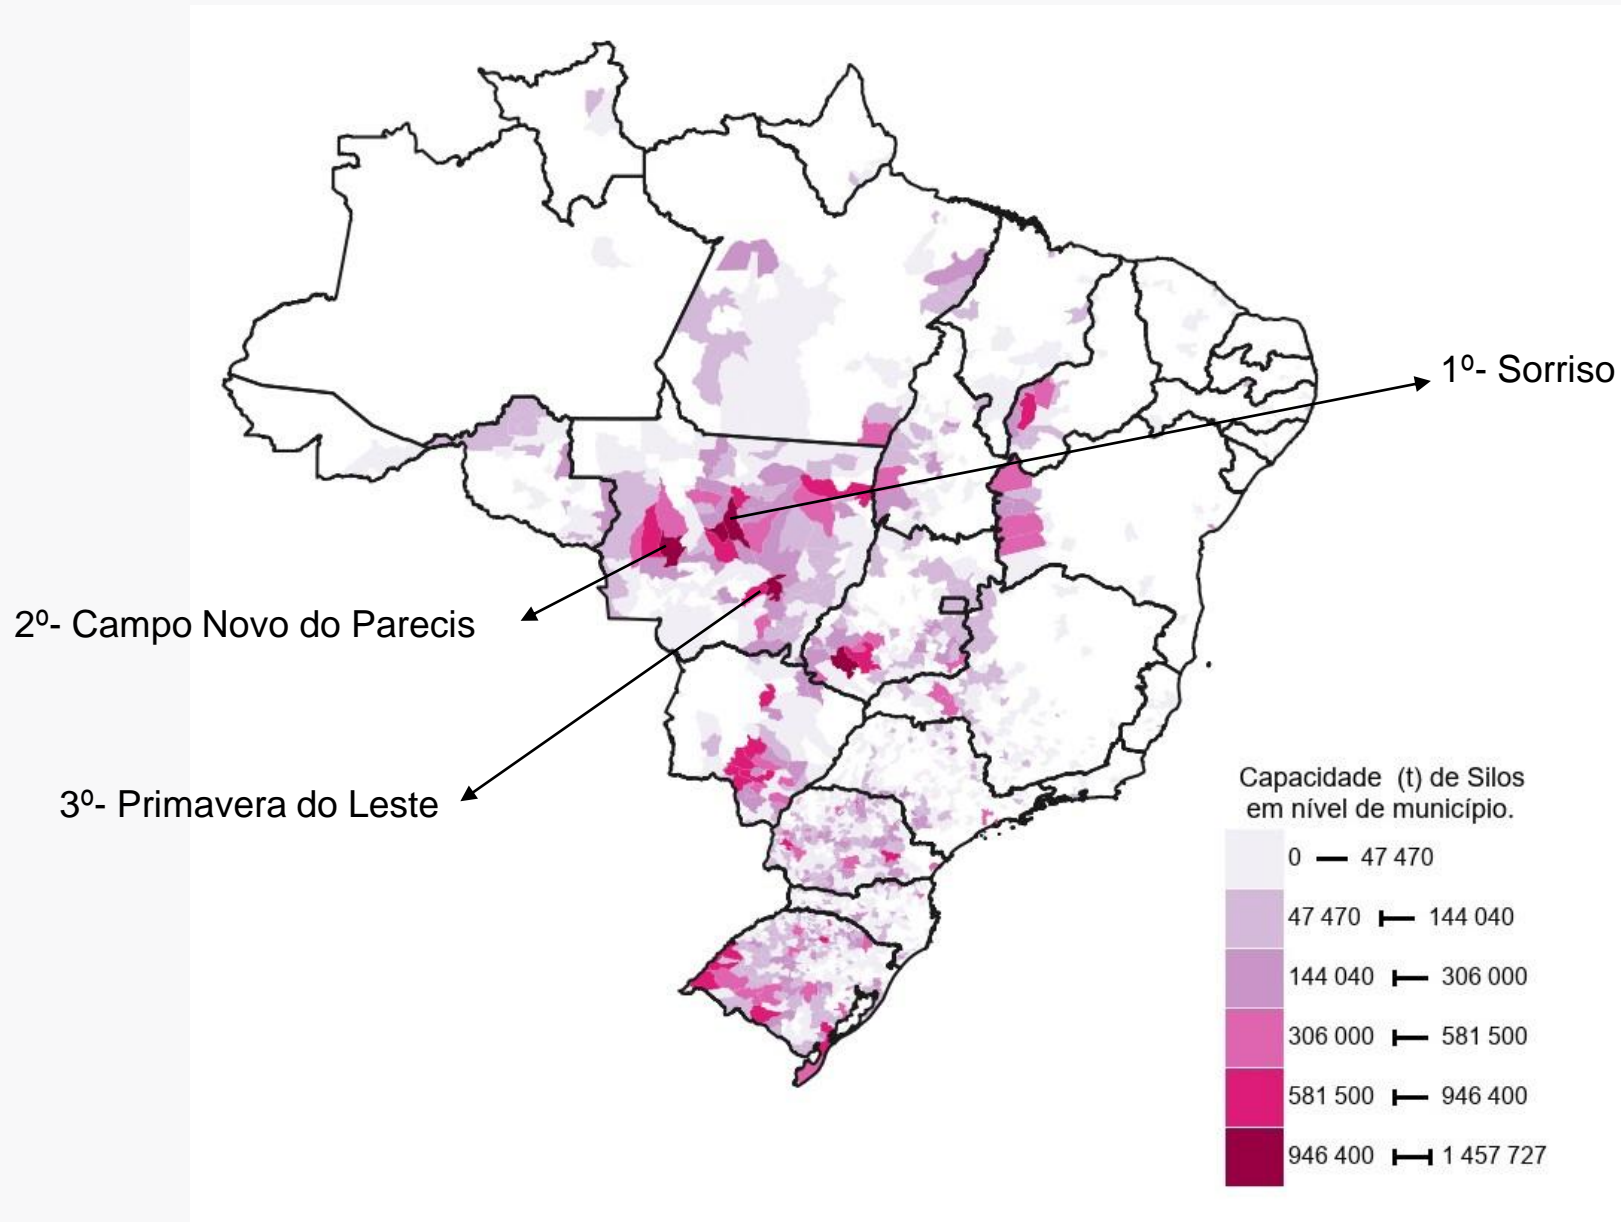 1º- Sorriso
2º- Campo Novo do Parecis
3º- Primavera do Leste
Capacidade (t) de Silos
em nível de município.
0 — 47 470
47 470 ⊢ 144 040
144 040 ⊢ 306 000
306 000 ⊢ 581 500
581 500 ⊢ 946 400
946 400 ⊢⊣ 1 457 727